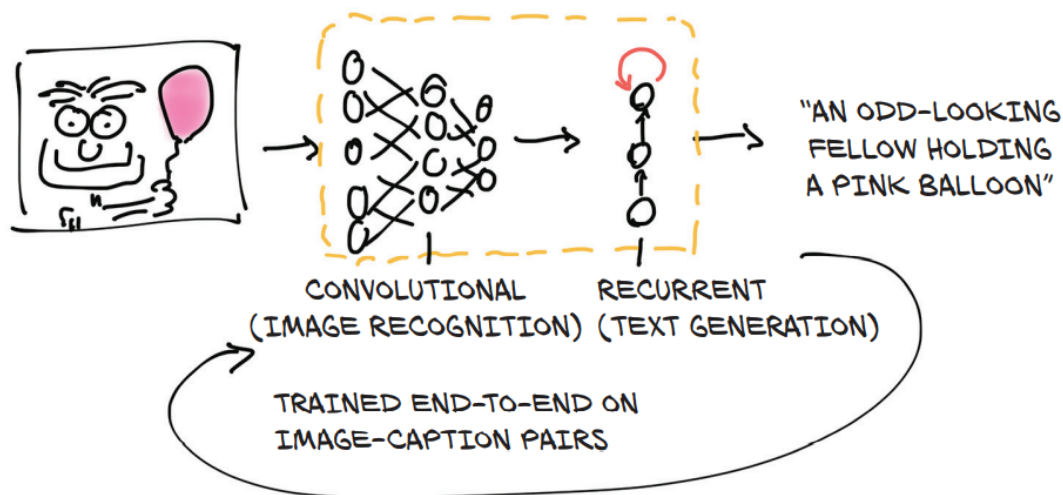 "AN ODD-LOOKING
FELLOW HOLDING
A PINK BALLOON"
CONVOLUTIONAL
(IMAGE RECOGNITION)
RECURRENT
(TEXT GENERATION)
TRAINED END-TO-END ON
IMAGE-CAPTION PAIRS